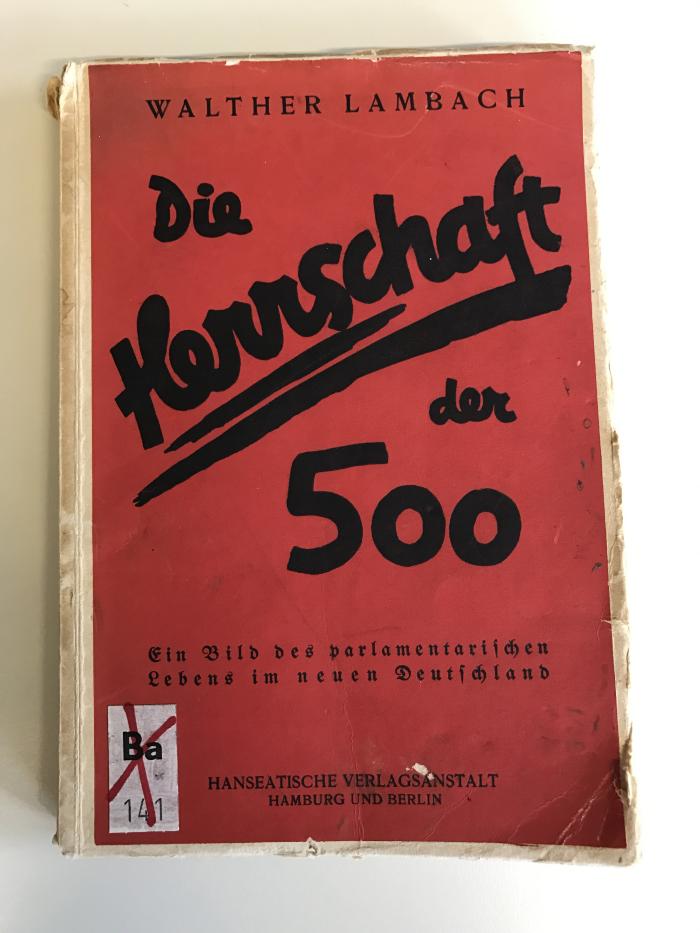 WALTHER LAMBACH
Die
Herrschaft
der
500
Ein Bild des parlamentariſchen
Lebens im neuen Deutſchland
Ba
141
HANSEATISCHE VERLAGSANSTALT
HAMBURG UND BERLIN